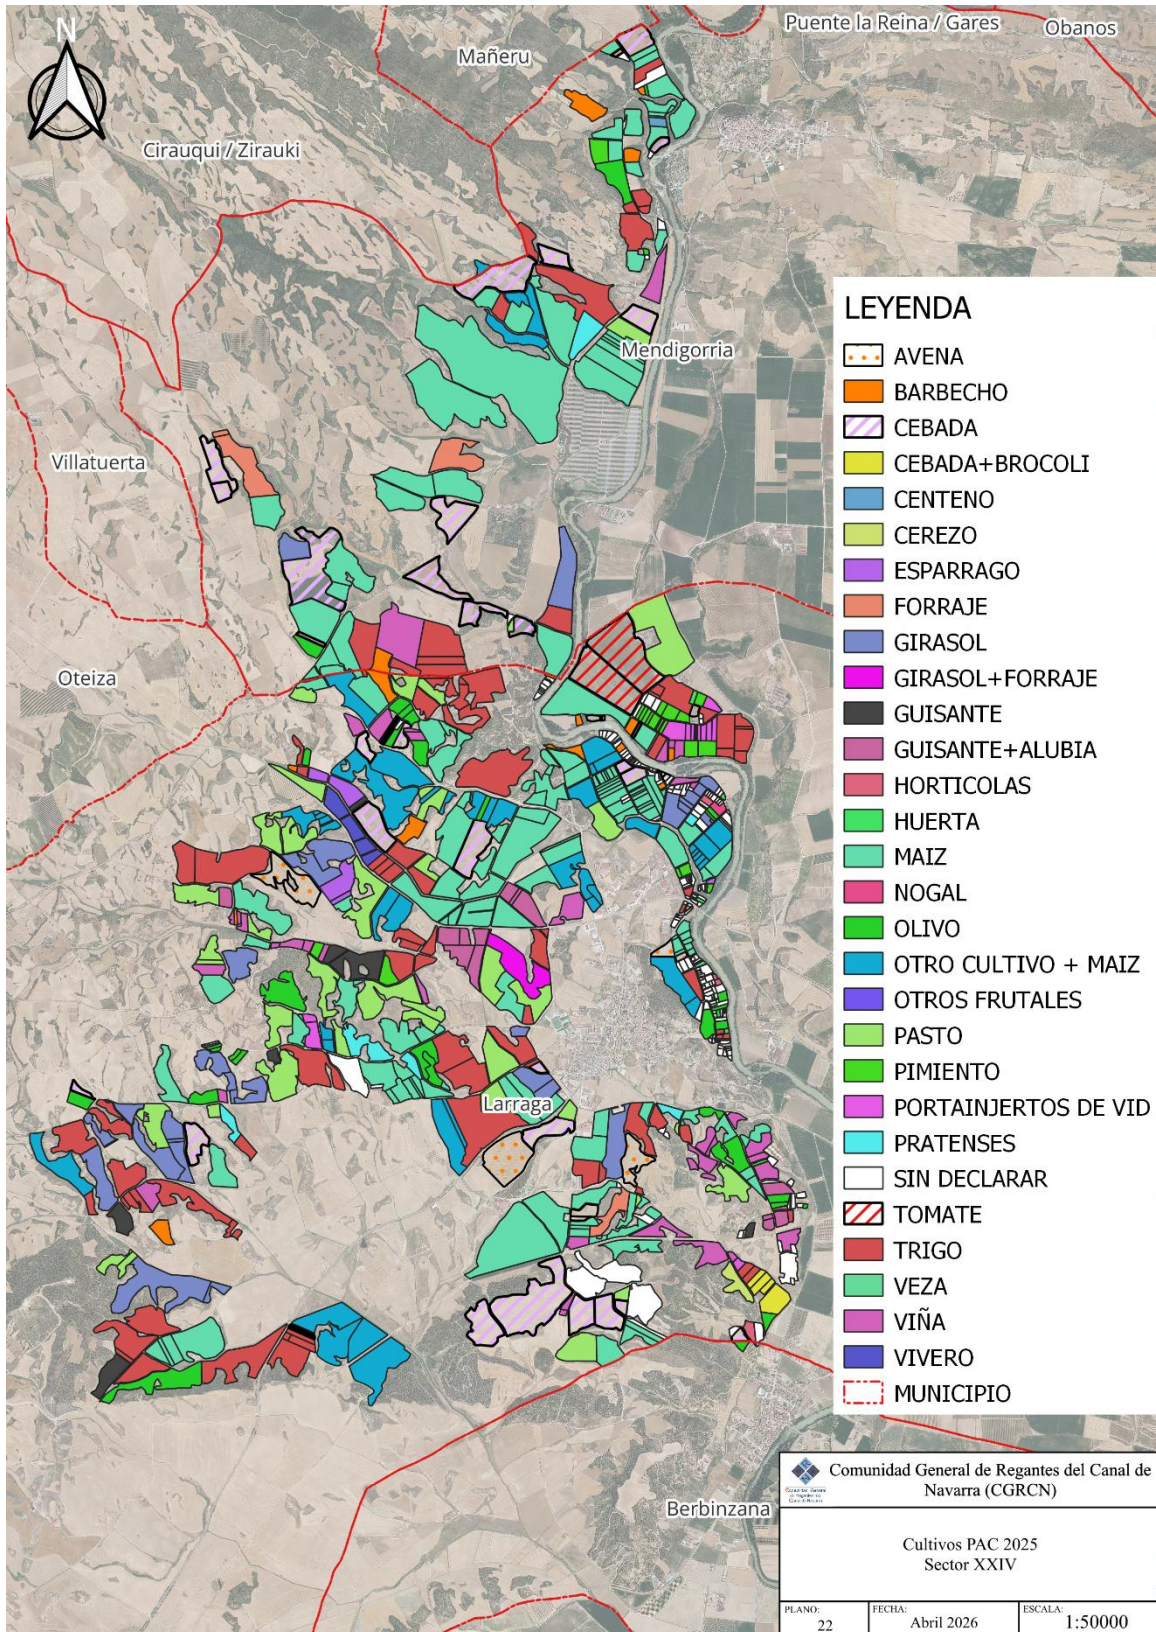 N
Puente la Reina / Gares
Obanos
Mañeru
Cirauqui / Zirauki
Mendigorria
Villatuerta
Oteiza
Larraga
Berbinzana
LEYENDA
AVENA
BARBECHO
CEBADA
CEBADA+BROCOLI
CENTENO
CEREZO
ESPARRAGO
FORRAJE
GIRASOL
GIRASOL+FORRAJE
GUISANTE
GUISANTE+ALUBIA
HORTICOLAS
HUERTA
MAIZ
NOGAL
OLIVO
OTRO CULTIVO + MAIZ
OTROS FRUTALES
PASTO
PIMIENTO
PORTAINJERTOS DE VID
PRATENSES
SIN DECLARAR
TOMATE
TRIGO
VEZA
VIÑA
VIVERO
MUNICIPIO
Comunidad General de Regantes del Canal de
Navarra (CGRCN)
Cultivos PAC 2025
Sector XXIV
PLANO:
22
FECHA:
Abril 2026
ESCALA:
1:50000